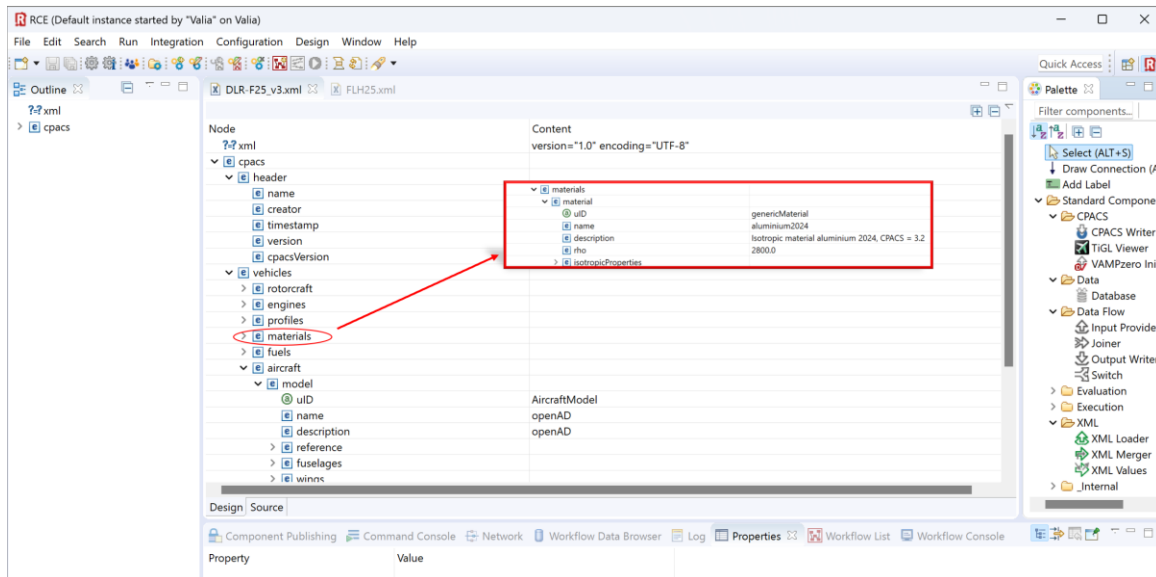 RCE (Default instance started by "Valia" on Valia)
File Edit Search Run Integration Configuration Design Window Help
Quick Access
Outline
?=? xml
cpacs
DLR-F25_v3.xml FLH25.xml
Node Content
?=? xml version="1.0" encoding="UTF-8"
cpacs
header
name
creator
timestamp
version
cpacsVersion
vehicles
rotorcraft
engines
profiles
materials
fuels
aircraft
model
uID AircraftModel
name openAD
description openAD
reference
fuselages
wings
materials
material
uID genericMaterial
name aluminium2024
description Isotropic material aluminium 2024, CPACS = 3.2
rho 2800.0
isotropicProperties
Design Source
Palette
Filter components...
Select (ALT+S)
Draw Connection (A
Add Label
Standard Compone
CPACS
CPACS Writer
TiGL Viewer
VAMPzero Ini
Data
Database
Data Flow
Input Provide
Joiner
Output Write
Switch
Evaluation
Execution
XML
XML Loader
XML Merger
XML Values
_Internal
Component Publishing Command Console Network Workflow Data Browser Log Properties Workflow List Workflow Console
Property Value